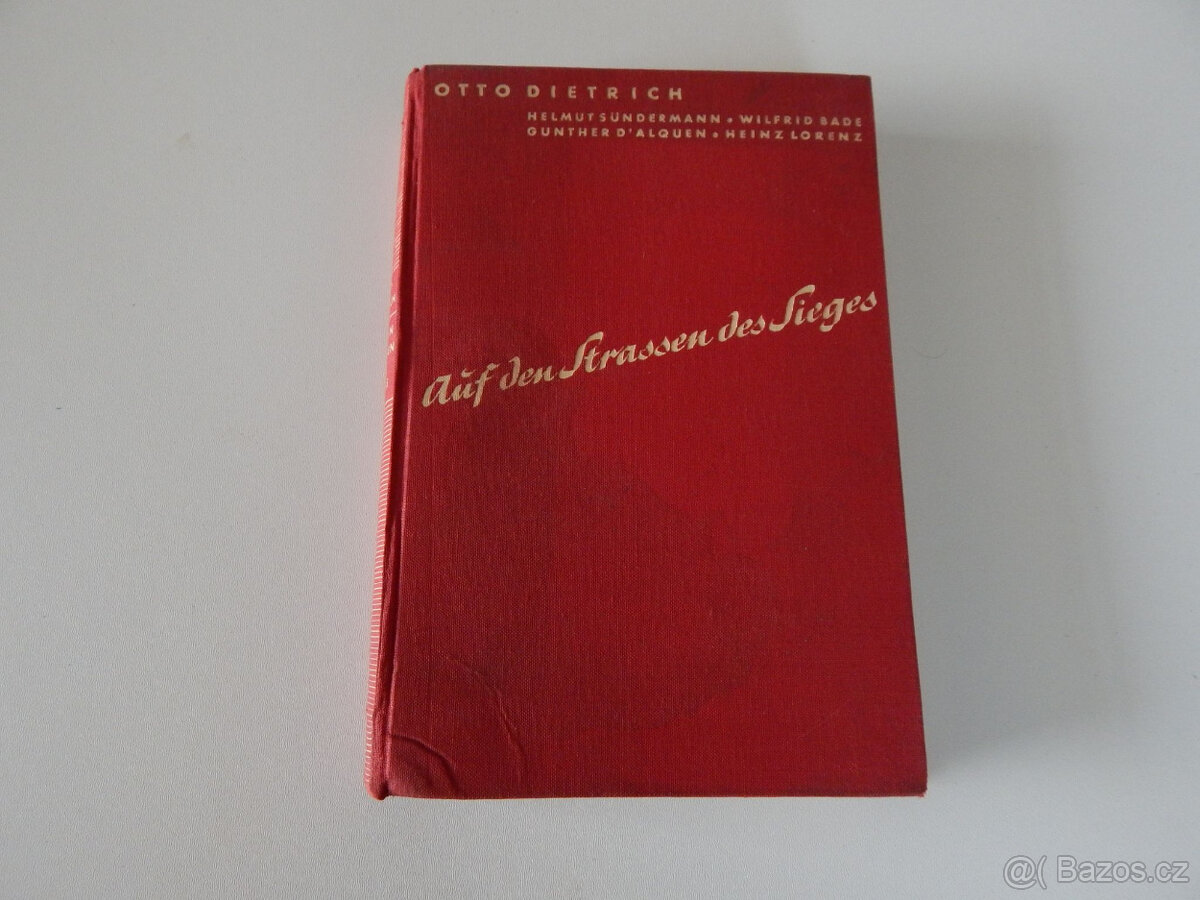 OTTO DIETRICH
HELMUT SÜNDERMANN • WILFRID BADE
GUNTHER D'ALQUEN • HEINZ LORENZ
Auf den Strassen des Sieges
@( Bazos.cz